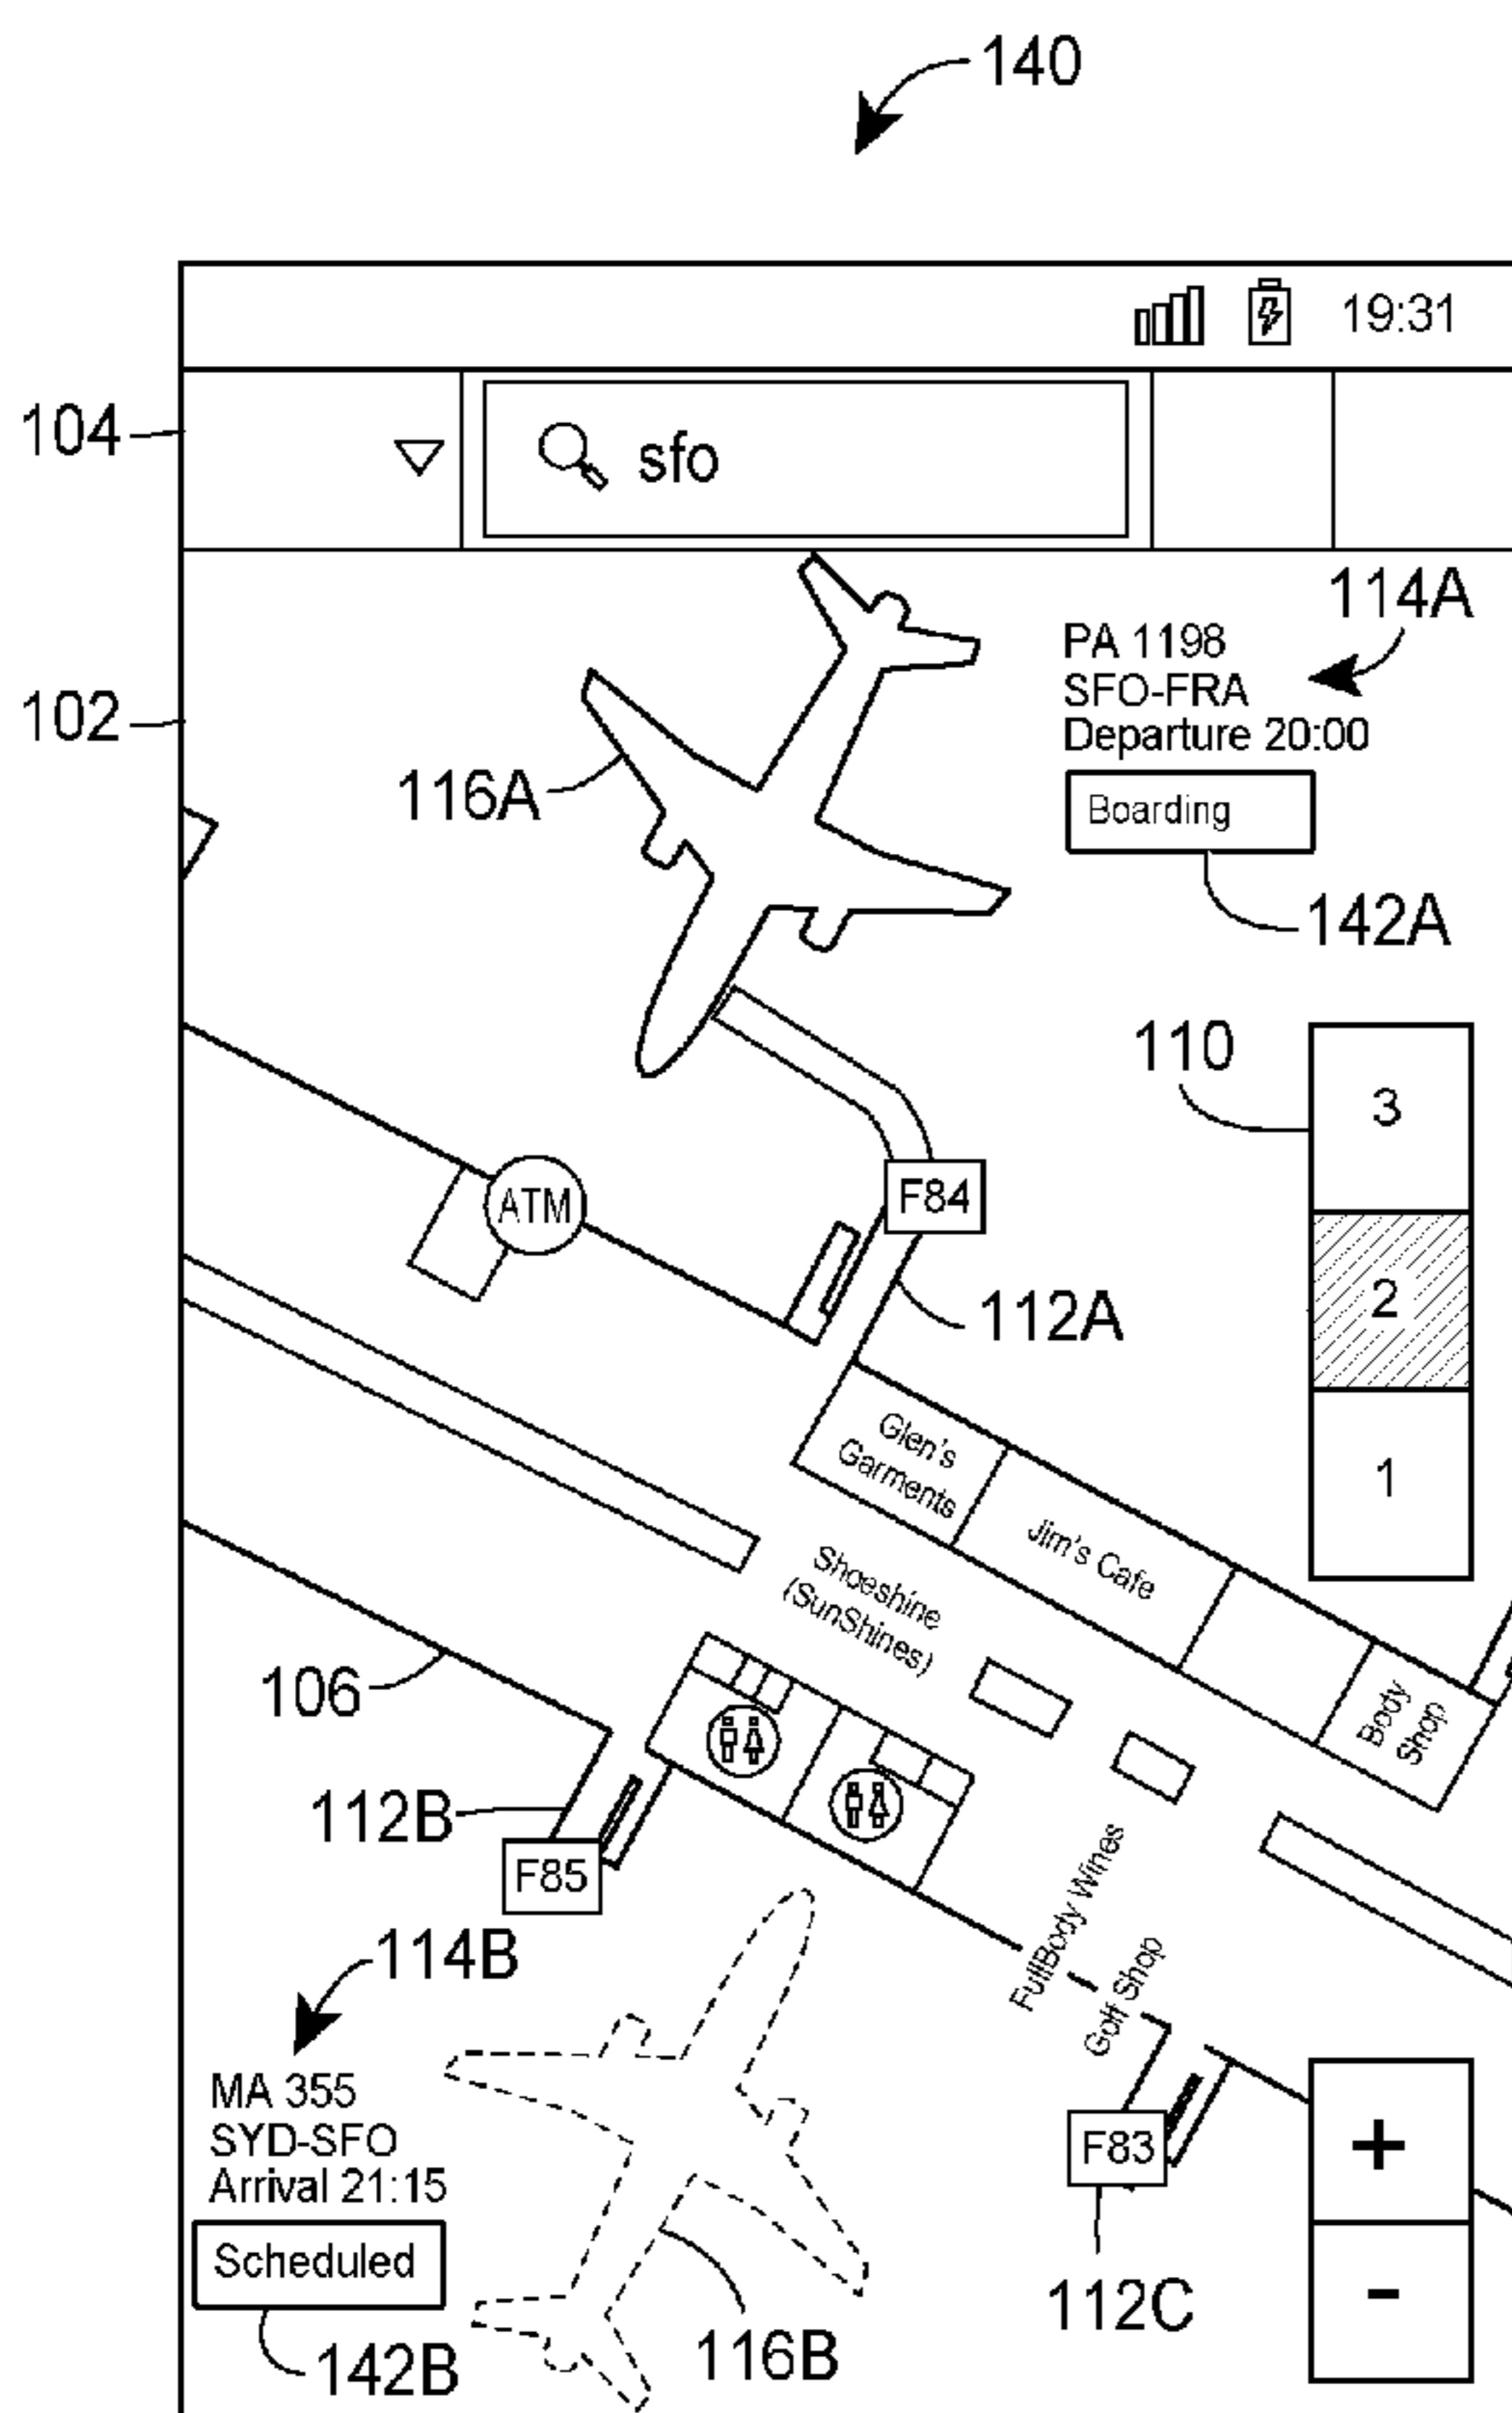 140
19:31
104
sfo
114A
PA 1198
SFO-FRA
Departure 20:00
102
116A
Boarding
142A
110
3
ATM
F84
2
112A
1
Glen's
Garments
Jim's Cafe
Shoeshine
(SunShines)
106
Body
Shop
112B
F85
FullBody Wines
Golf Shop
114B
MA 355
SYD-SFO
Arrival 21:15
F83
+
Scheduled
112C
-
142B
116B